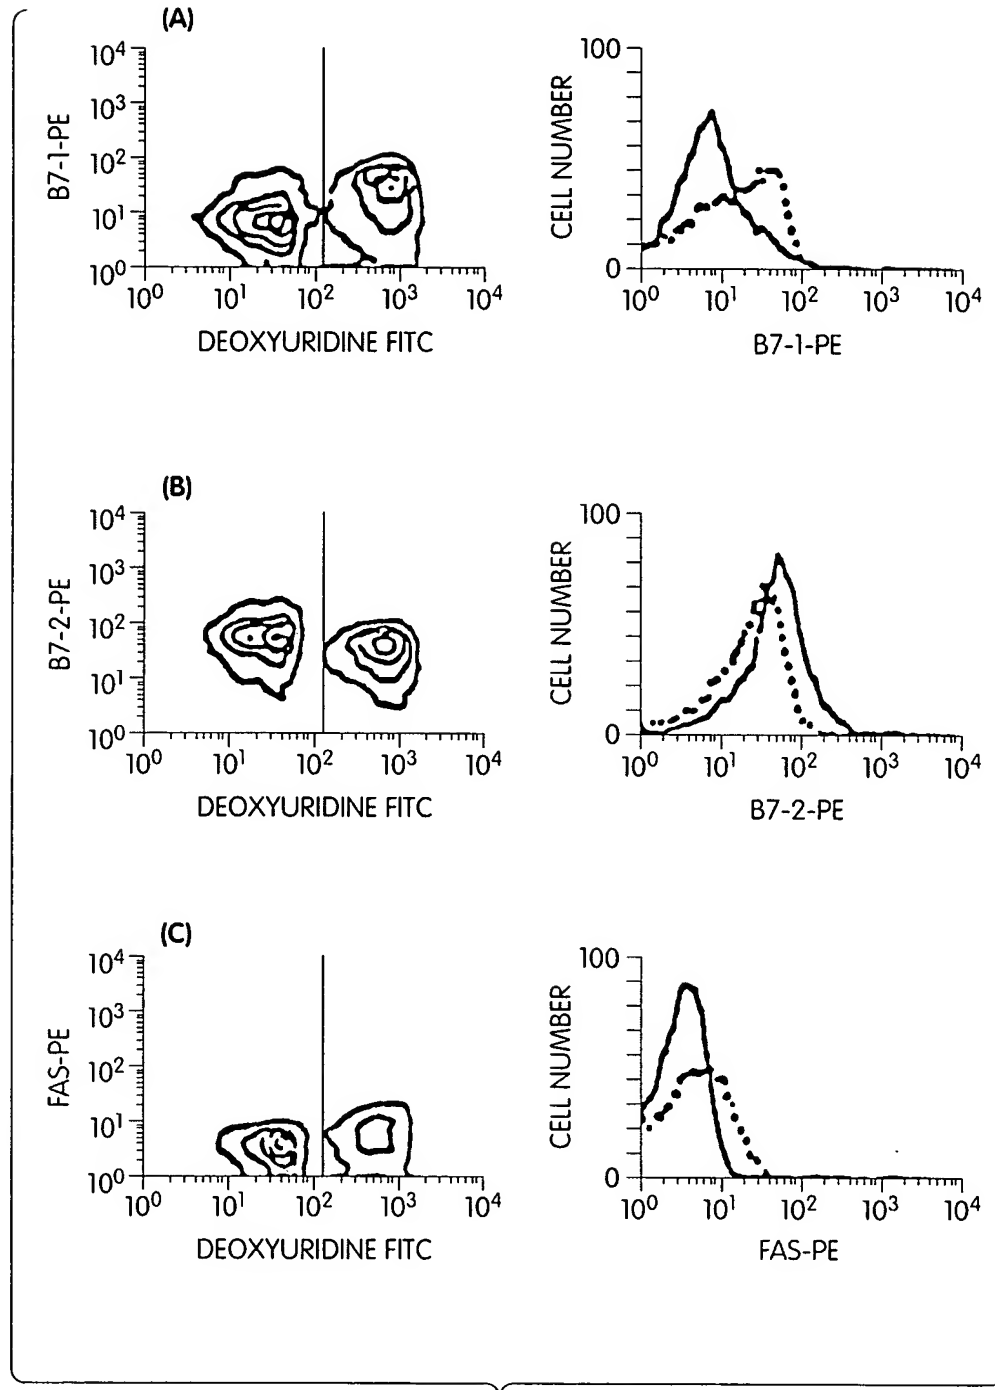 (A)
B7-1-PE
10⁴
10³
10²
10¹
10⁰
10⁰ 10¹ 10² 10³ 10⁴
DEOXYURIDINE FITC
CELL NUMBER
100
0
10⁰ 10¹ 10² 10³ 10⁴
B7-1-PE
(B)
B7-2-PE
10⁴
10³
10²
10¹
10⁰
10⁰ 10¹ 10² 10³ 10⁴
DEOXYURIDINE FITC
CELL NUMBER
100
0
10⁰ 10¹ 10² 10³ 10⁴
B7-2-PE
(C)
FAS-PE
10⁴
10³
10²
10¹
10⁰
10⁰ 10¹ 10² 10³ 10⁴
DEOXYURIDINE FITC
CELL NUMBER
100
0
10⁰ 10¹ 10² 10³ 10⁴
FAS-PE